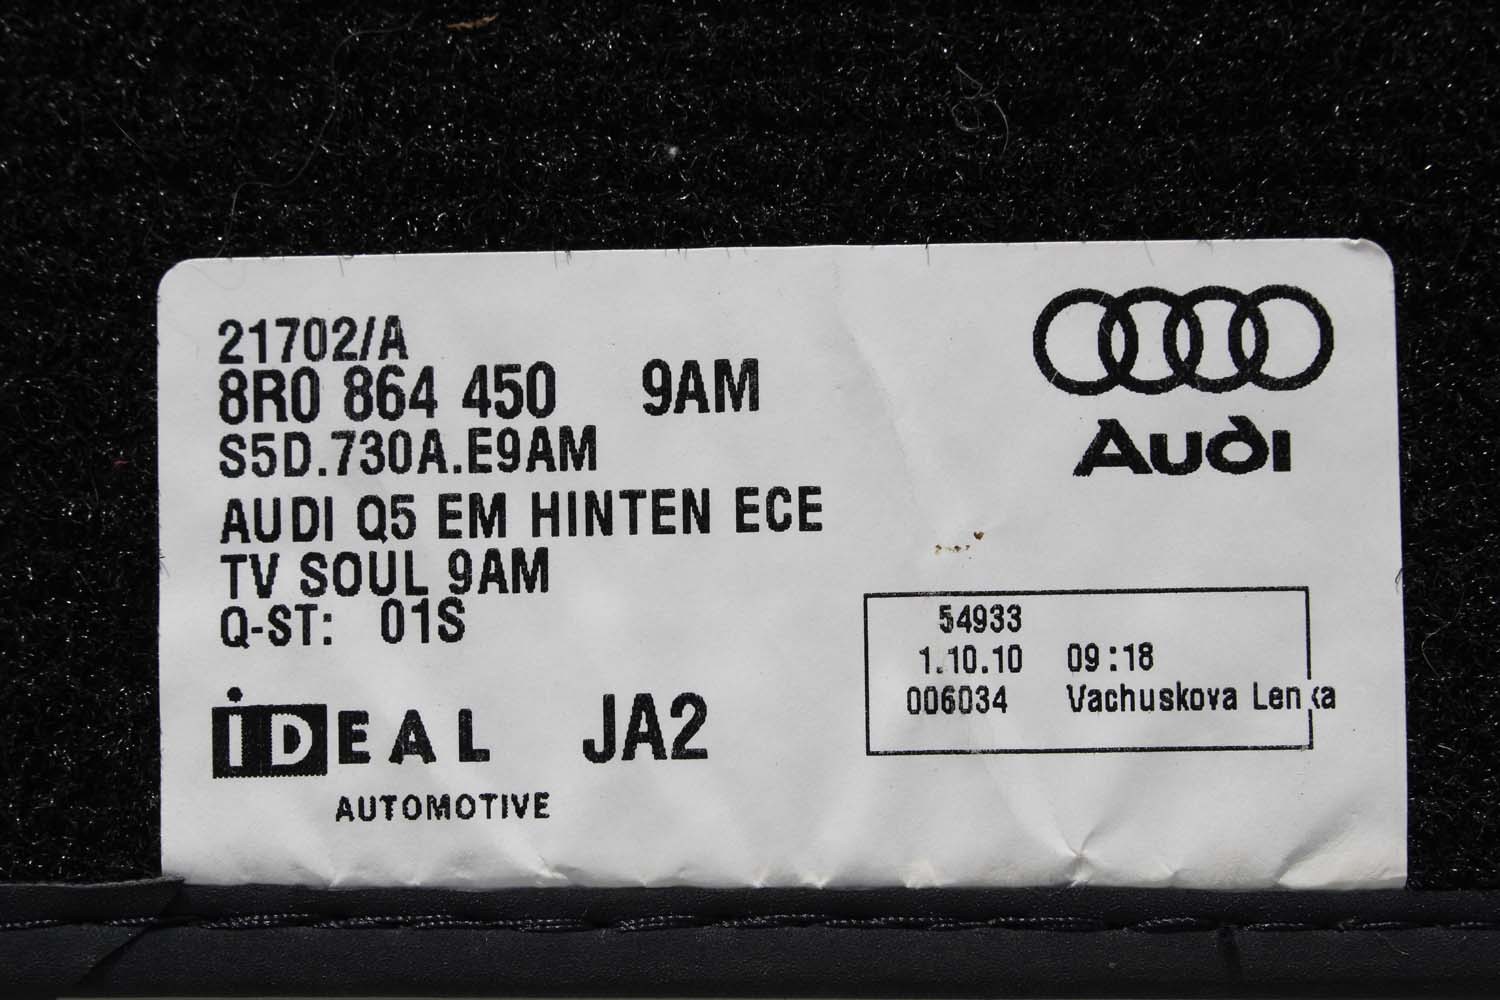 21702/A
8R0 864 450 9AM
S5D.730A.E9AM
AUDI Q5 EM HINTEN ECE
TV SOUL 9AM
Q-ST: 01S
iDEAL JA2
AUTOMOTIVE
Audi
54933
1.10.10 09:18
006034 Vachuskova Lenka